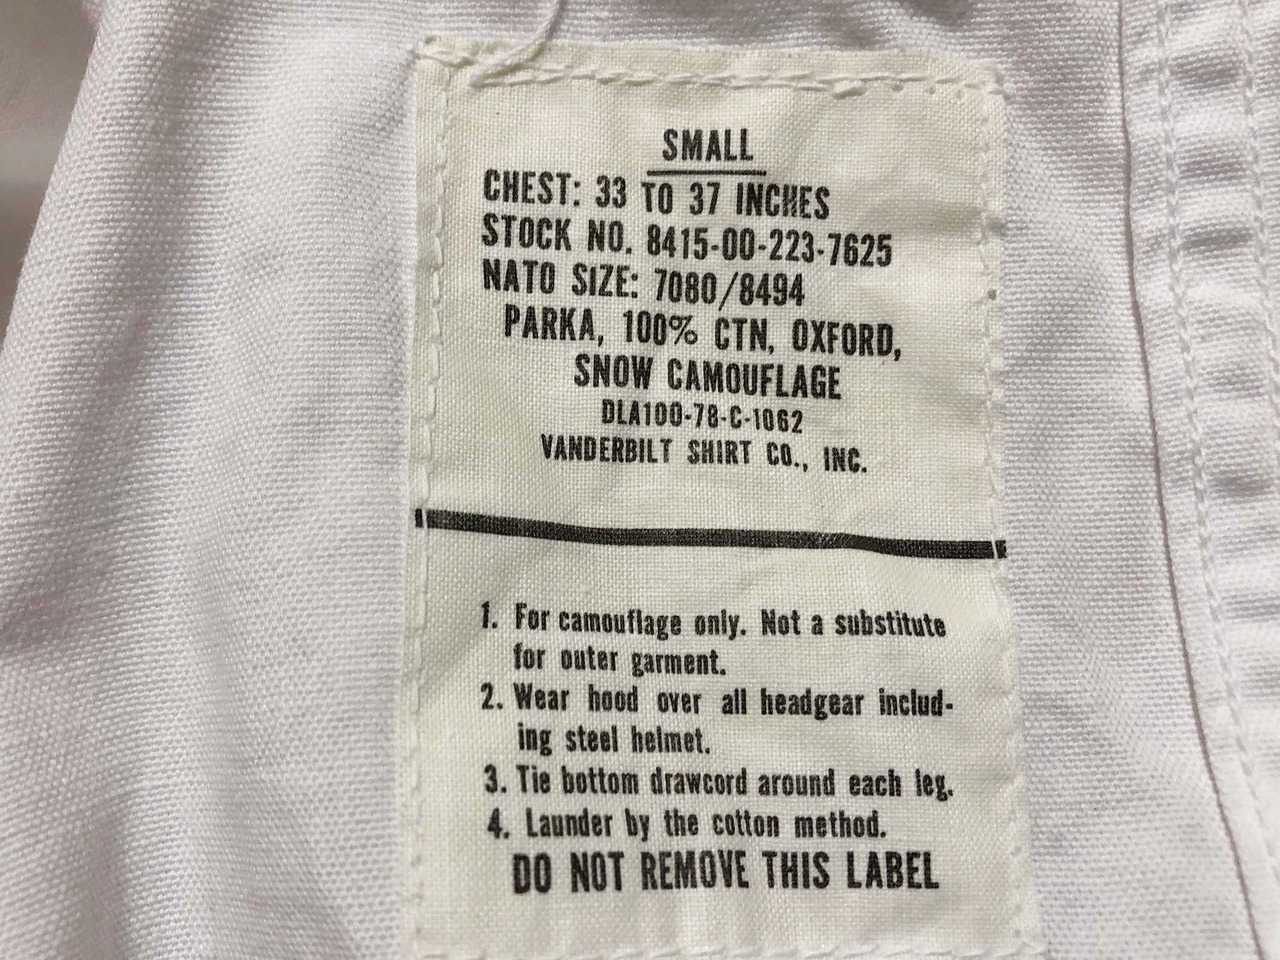 SMALL
CHEST: 33 TO 37 INCHES
STOCK NO. 8415-00-223-7625
NATO SIZE: 7080/8494
PARKA, 100% CTN, OXFORD,
SNOW CAMOUFLAGE
DLA100-78-C-1062
VANDERBILT SHIRT CO., INC.
1. For camouflage only. Not a substitute
for outer garment.
2. Wear hood over all headgear includ-
ing steel helmet.
3. Tie bottom drawcord around each leg.
4. Launder by the cotton method.
DO NOT REMOVE THIS LABEL